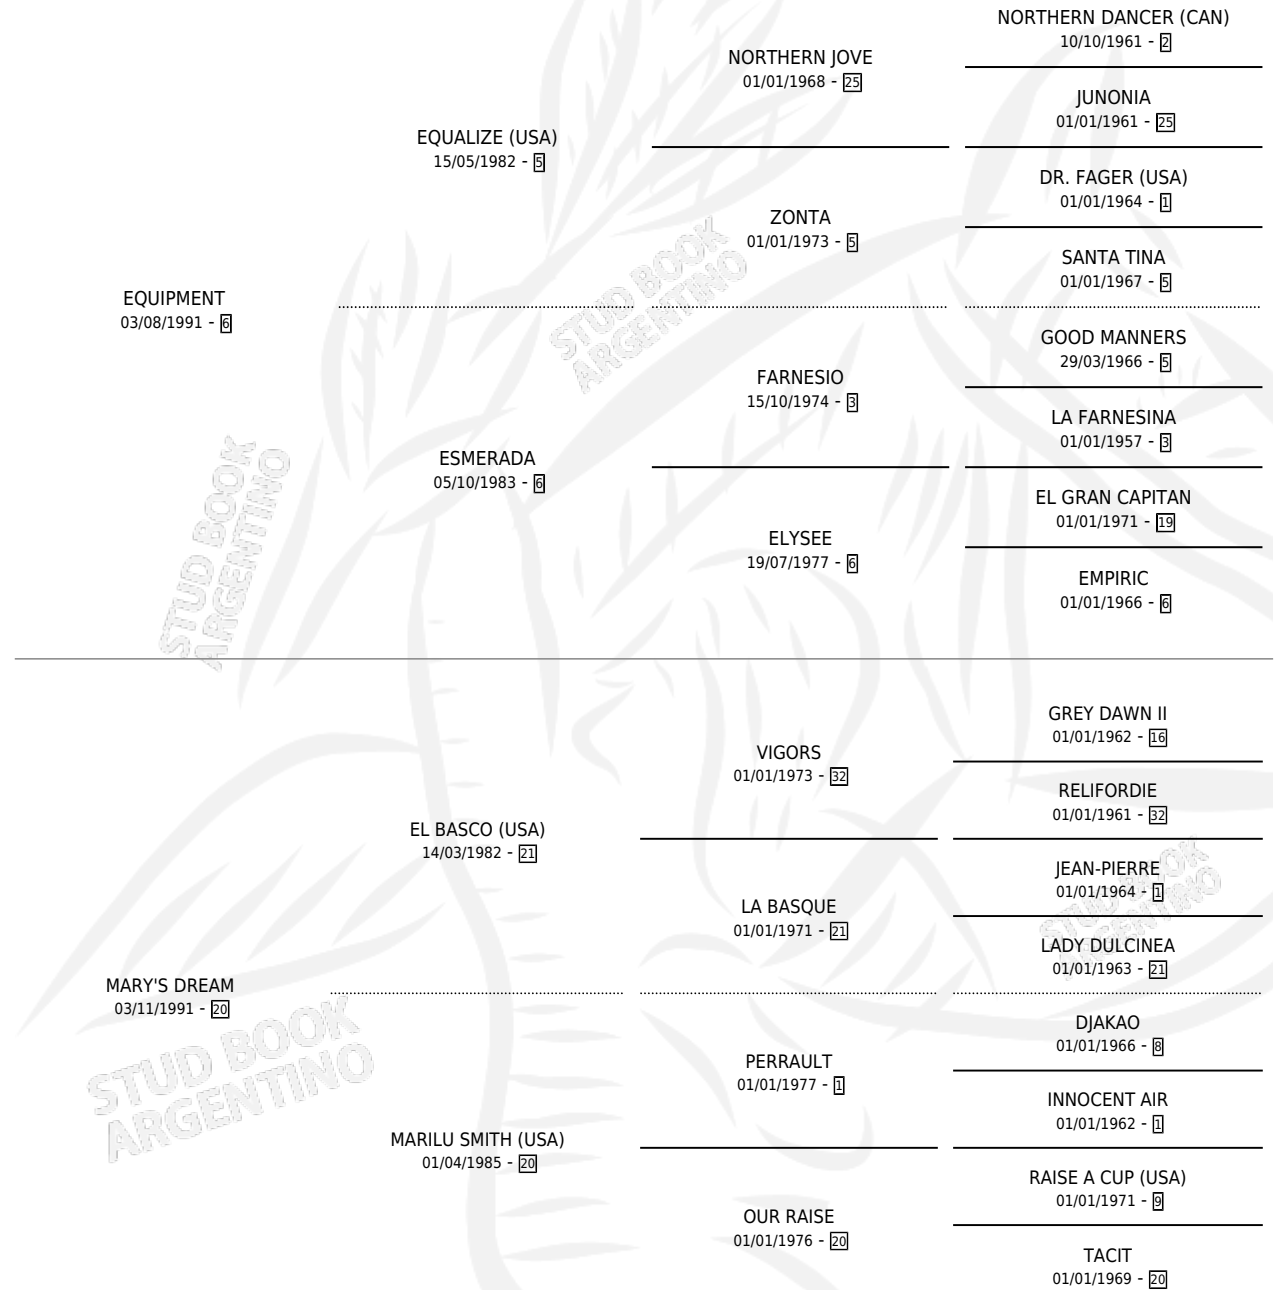 NORTHERN DANCER (CAN)
10/10/1961 - 2
NORTHERN JOVE
01/01/1968 - 25
JUNONIA
01/01/1961 - 25
EQUALIZE (USA)
15/05/1982 - 5
DR. FAGER (USA)
01/01/1964 - 1
ZONTA
01/01/1973 - 5
SANTA TINA
01/01/1967 - 5
EQUIPMENT
03/08/1991 - 6
GOOD MANNERS
29/03/1966 - 5
FARNESIO
15/10/1974 - 3
LA FARNESINA
01/01/1957 - 3
ESMERADA
05/10/1983 - 6
EL GRAN CAPITAN
01/01/1971 - 19
ELYSEE
19/07/1977 - 6
EMPIRIC
01/01/1966 - 6
GREY DAWN II
01/01/1962 - 16
VIGORS
01/01/1973 - 32
RELIFORDIE
01/01/1961 - 32
EL BASCO (USA)
14/03/1982 - 21
JEAN-PIERRE
01/01/1964 - 1
LA BASQUE
01/01/1971 - 21
LADY DULCINEA
01/01/1963 - 21
MARY'S DREAM
03/11/1991 - 20
DJAKAO
01/01/1966 - 8
PERRAULT
01/01/1977 - 1
INNOCENT AIR
01/01/1962 - 1
MARILU SMITH (USA)
01/04/1985 - 20
RAISE A CUP (USA)
01/01/1971 - 9
OUR RAISE
01/01/1976 - 20
TACIT
01/01/1969 - 20
STUD BOOK
ARGENTINO
STUD BOOK
ARGENTINO
STUD BOOK
ARGENTINO
STUD BOOK
ARGENTINO